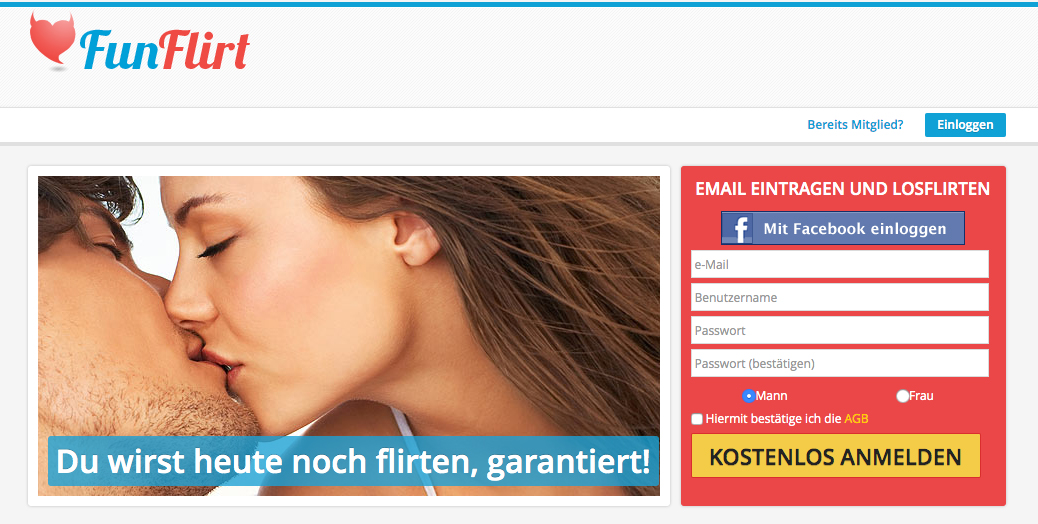 FunFlirt
Bereits Mitglied?
Einloggen
Du wirst heute noch flirten, garantiert!
EMAIL EINTRAGEN UND LOSFLIRTEN
f Mit Facebook einloggen
e-Mail
Benutzername
Passwort
Passwort (bestätigen)
Mann
Frau
Hiermit bestätige ich die AGB
KOSTENLOS ANMELDEN